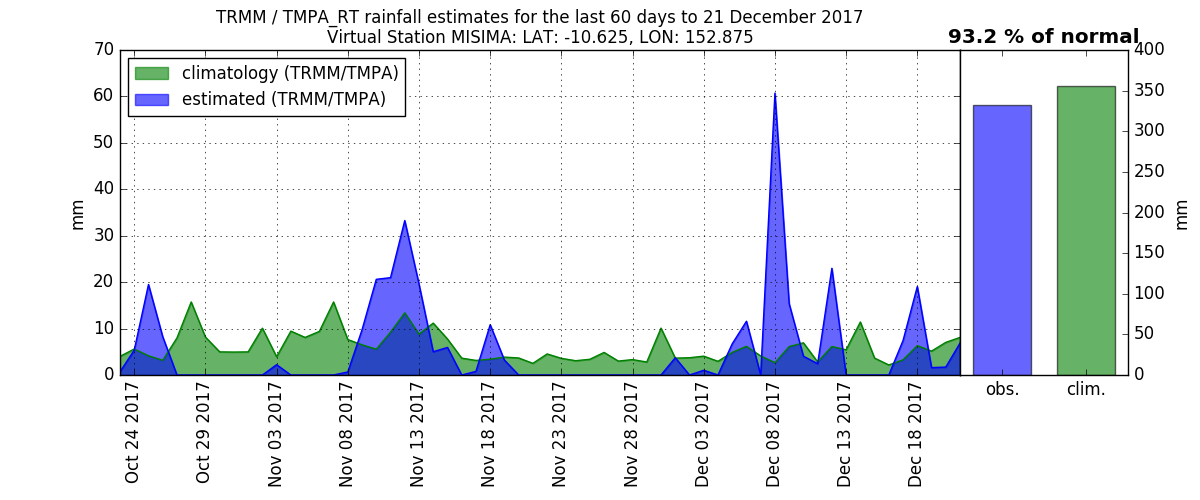 TRMM / TMPA_RT rainfall estimates for the last 60 days to 21 December 2017
Virtual Station MISIMA: LAT: -10.625, LON: 152.875
93.2 % of normal
climatology (TRMM/TMPA)
estimated (TRMM/TMPA)
mm
70
60
50
40
30
20
10
0
Oct 24 2017
Oct 29 2017
Nov 03 2017
Nov 08 2017
Nov 13 2017
Nov 18 2017
Nov 23 2017
Nov 28 2017
Dec 03 2017
Dec 08 2017
Dec 13 2017
Dec 18 2017
obs.
clim.
400
350
300
250
200
150
100
50
0
mm